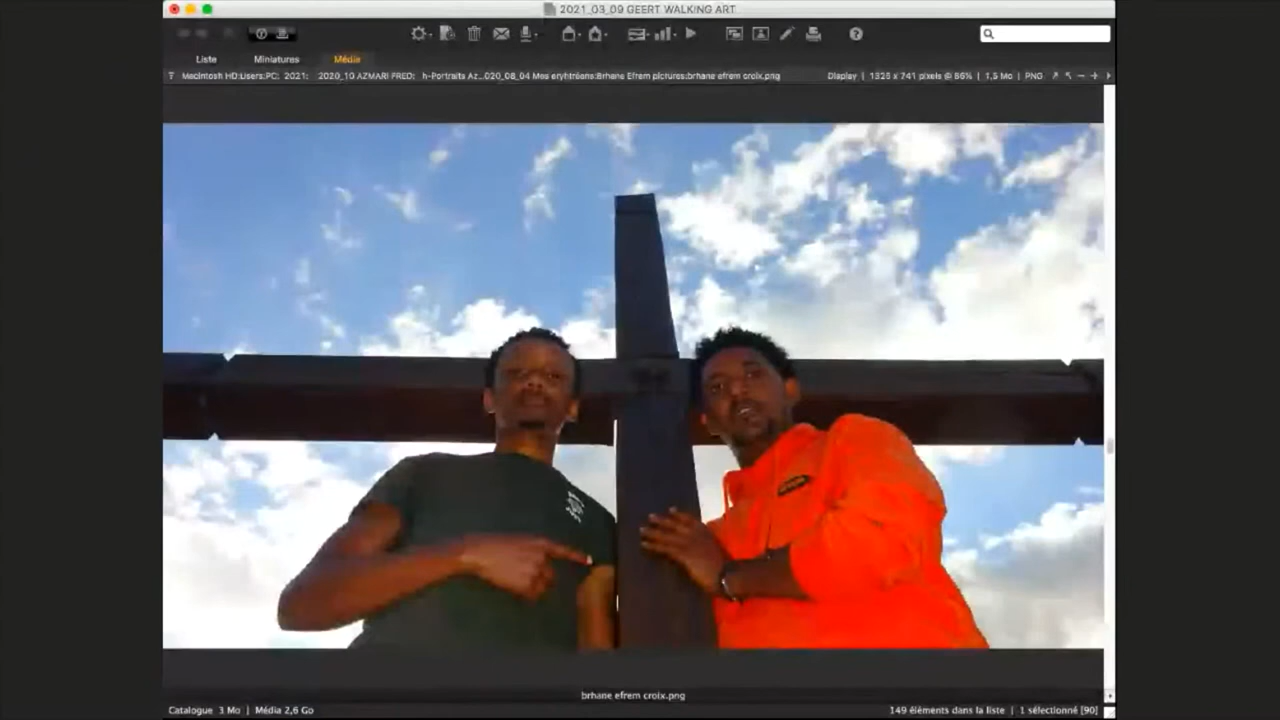 2021_03_09 GEERT WALKING ART
Liste Miniatures Média
Macintosh HD:Users:PC: 2021: 2020_10 AZMARI FRED: h-Portraits Az...020_08_04 Mes erythréens:Brhane Efrem pictures:brhane efrem croix.png Display | 1325 x 741 pixels @ 86% | 1,5 Mo | PNG
brhane efrem croix.png
Catalogue 3 Mo | Média 2,6 Go 149 éléments dans la liste | 1 sélectionné [90]